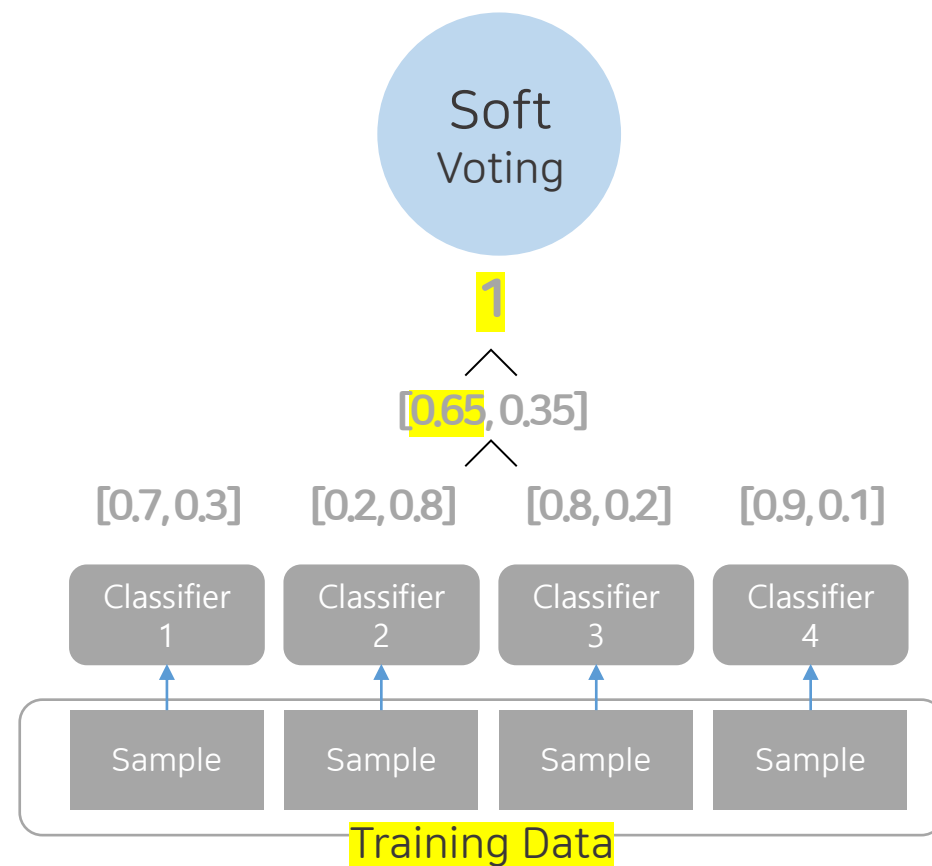 Soft
Voting
1
[0.65, 0.35]
[0.7, 0.3] [0.2, 0.8] [0.8, 0.2] [0.9, 0.1]
Classifier 1 Classifier 2 Classifier 3 Classifier 4
Sample Sample Sample Sample
Training Data